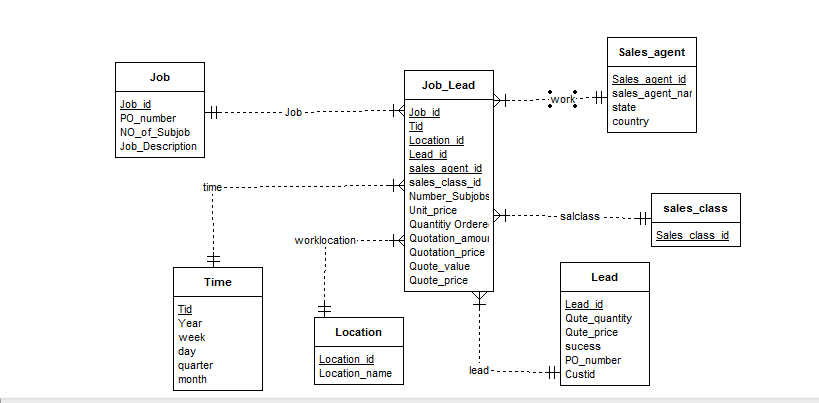 Job
Job_id
PO_number
NO_of_Subjob
Job_Description
Job
Job_Lead
Job_id
Tid
Location_id
Lead_id
sales_agent_id
sales_class_id
Number_Subjobs
Unit_price
Quantitiy Ordere
Quotation_amou
Quotation_price
Quote_value
Quote_price
work
Sales_agent
Sales_agent_id
sales_agent_nar
state
country
time
worklocation
salclass
sales_class
Sales_class_id
Time
Tid
Year
week
day
quarter
month
Location
Location_id
Location_name
lead
Lead
Lead_id
Qute_quantity
Qute_price
sucess
PO_number
Custid